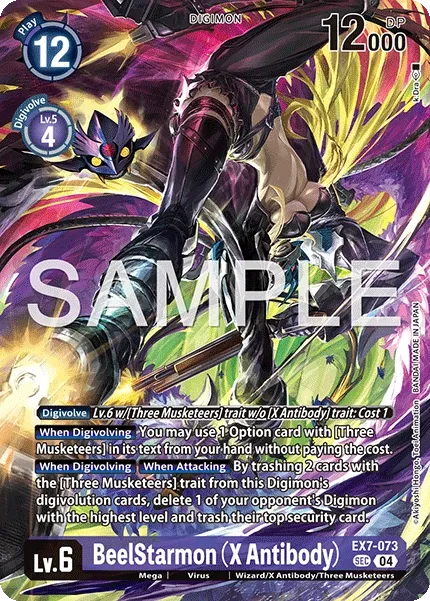 Play
12
DIGIMON
12000
DP
Digivolve
Lv.5
4
SAMPLE
Digivolve Lv.6 w/[Three Musketeers] trait w/o [X Antibody] trait: Cost 1
When Digivolving You may use 1 Option card with [Three
Musketeers] in its text from your hand without paying the cost.
When Digivolving When Attacking By trashing 2 cards with
the [Three Musketeers] trait from this Digimon's
digivolution cards, delete 1 of your opponent's Digimon
with the highest level and trash their top security card.
Lv.6
BeelStarmon (X Antibody)
EX7-073
SEC 04
Mega Virus Wizard/X Antibody/Three Musketeers
©Akiyoshi Hongo, Toei Animation BANDAI MADE IN JAPAN